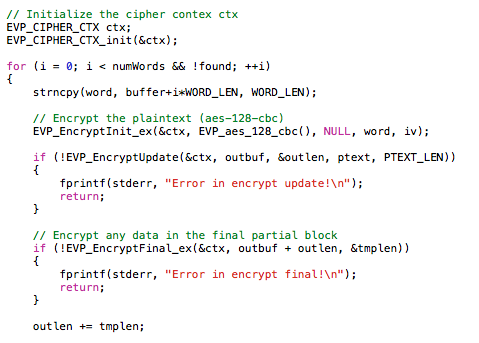 // Initialize the cipher contex ctx
EVP_CIPHER_CTX ctx;
EVP_CIPHER_CTX_init(&ctx);

for (i = 0; i < numWords && !found; ++i)
{
    strncpy(word, buffer+i*WORD_LEN, WORD_LEN);

    // Encrypt the plaintext (aes-128-cbc)
    EVP_EncryptInit_ex(&ctx, EVP_aes_128_cbc(), NULL, word, iv);

    if (!EVP_EncryptUpdate(&ctx, outbuf, &outlen, ptext, PTEXT_LEN))
    {
        fprintf(stderr, "Error in encrypt update!\n");
        return;
    }

    // Encrypt any data in the final partial block
    if (!EVP_EncryptFinal_ex(&ctx, outbuf + outlen, &tmplen))
    {
        fprintf(stderr, "Error in encrypt final!\n");
        return;
    }

    outlen += tmplen;